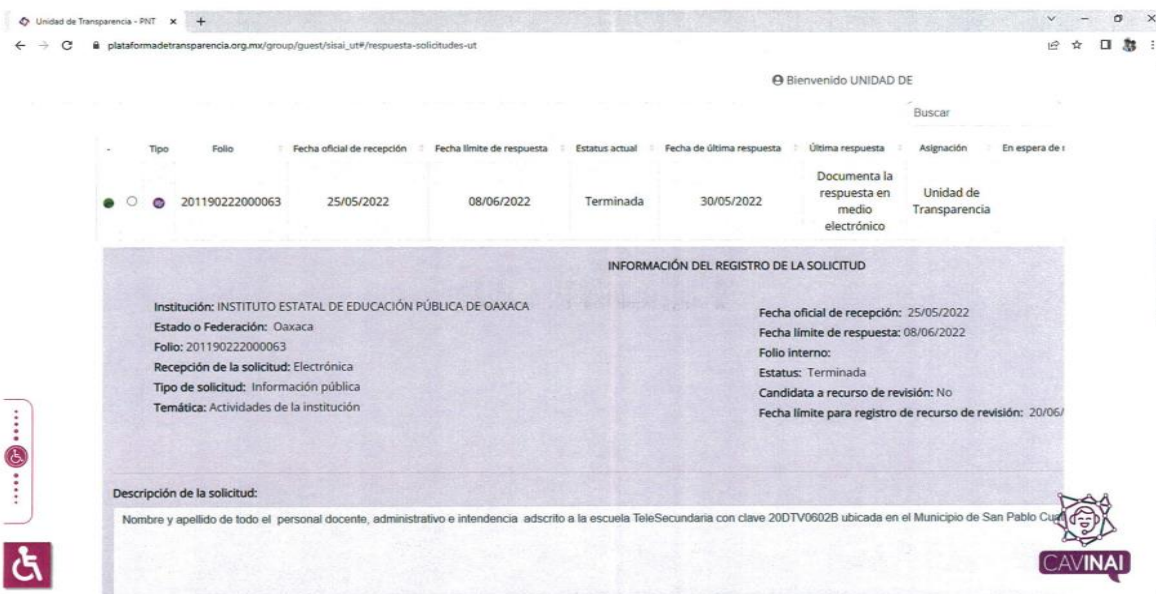 Unidad de Transparencia - PNT
plataformadetransparencia.org.mx/group/guest/sisai_ut#/respuesta-solicitudes-ut
Bienvenido UNIDAD DE
Buscar
- Tipo Folio Fecha oficial de recepción Fecha límite de respuesta Estatus actual Fecha de última respuesta Última respuesta Asignación En espera de
201190222000063 25/05/2022 08/06/2022 Terminada 30/05/2022 Documenta la respuesta en medio electrónico Unidad de Transparencia
INFORMACIÓN DEL REGISTRO DE LA SOLICITUD
Institución: INSTITUTO ESTATAL DE EDUCACIÓN PÚBLICA DE OAXACA
Estado o Federación: Oaxaca
Folio: 201190222000063
Recepción de la solicitud: Electrónica
Tipo de solicitud: Información pública
Temática: Actividades de la institución
Fecha oficial de recepción: 25/05/2022
Fecha límite de respuesta: 08/06/2022
Folio interno:
Estatus: Terminada
Candidata a recurso de revisión: No
Fecha límite para registro de recurso de revisión: 20/06/
Descripción de la solicitud:
Nombre y apellido de todo el personal docente, administrativo e intendencia adscrito a la escuela TeleSecundaria con clave 20DTV0602B ubicada en el Municipio de San Pablo
CAVINAI